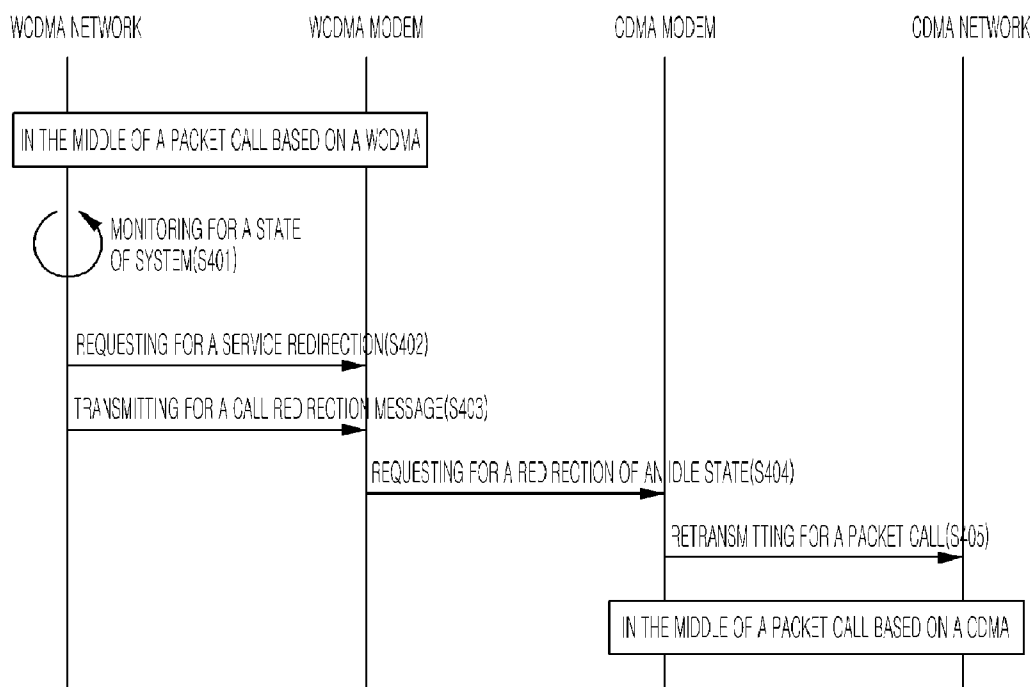 WCDMA NETWORK
WCDMA MODEM
CDMA MODEM
CDMA NETWORK
IN THE MIDDLE OF A PACKET CALL BASED ON A WCDMA
MONITORING FOR A STATE
OF SYSTEM(S401)
REQUESTING FOR A SERVICE REDIRECTION(S402)
TRANSMITTING FOR A CALL REDIRECTION MESSAGE(S403)
REQUESTING FOR A REDIRECTION OF AN IDLE STATE(S404)
RETRANSMITTING FOR A PACKET CALL(S405)
IN THE MIDDLE OF A PACKET CALL BASED ON A CDMA